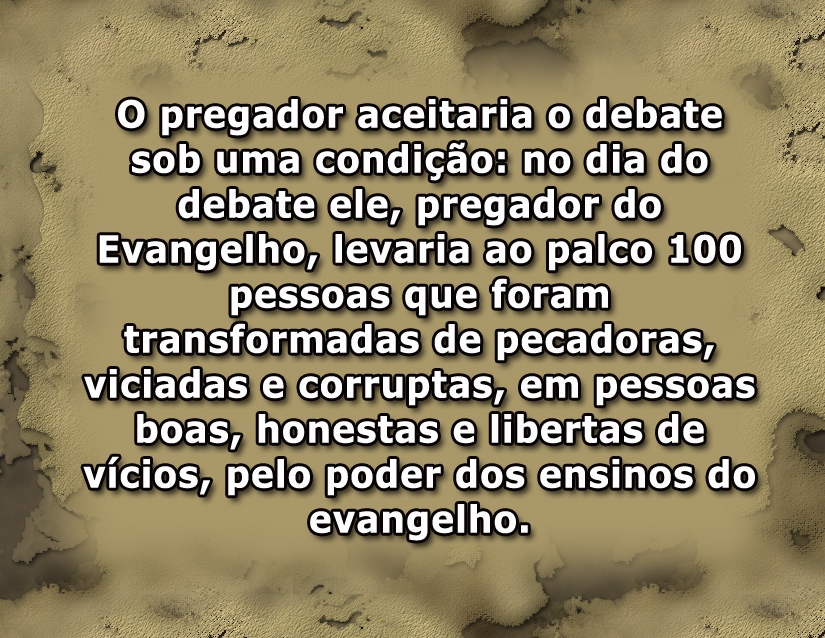 O pregador aceitaria o debate
sob uma condição: no dia do
debate ele, pregador do
Evangelho, levaria ao palco 100
pessoas que foram
transformadas de pecadoras,
viciadas e corruptas, em pessoas
boas, honestas e libertas de
vícios, pelo poder dos ensinos do
evangelho.